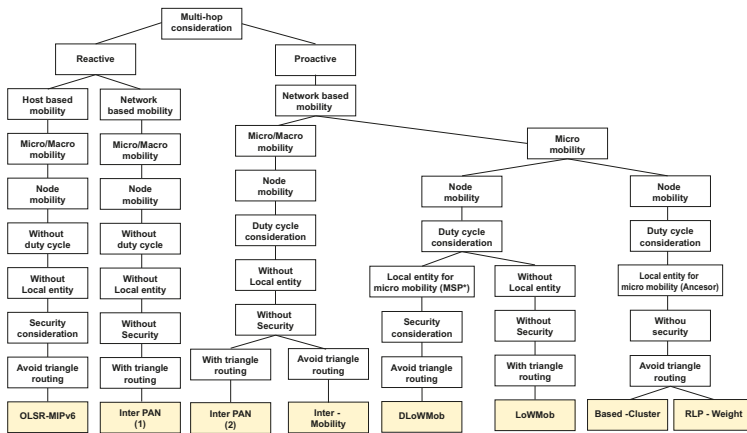 Multi-hop
consideration
Reactive
Proactive
Host based
mobility
Network
based mobility
Network based
mobility
Micro/Macro
mobility
Micro/Macro
mobility
Micro/Macro
mobility
Micro
mobility
Node
mobility
Node
mobility
Node
mobility
Node
mobility
Node
mobility
Without
duty cycle
Without
duty cycle
Duty cycle
consideration
Duty cycle
consideration
Duty cycle
consideration
Without
Local entity
Without
Local entity
Without
Local entity
Local entity for
micro mobility (MSP*)
Without
Local entity
Local entity for
micro mobility (Ancesor)
Security
consideration
Without
Security
Without
Security
Security
consideration
Without
Security
Withou
security
Avoid triangle
routing
With triangle
routing
With triangle
routing
Avoid triangle
routing
Avoid triangle
routing
With triangle
routing
Avoid triangle
routing
OLSR-MIPv6
Inter PAN
(1)
Inter PAN
(2)
Inter -
Mobility
DLoWMob
LoWMob
Based -Cluster
RLP - Weight